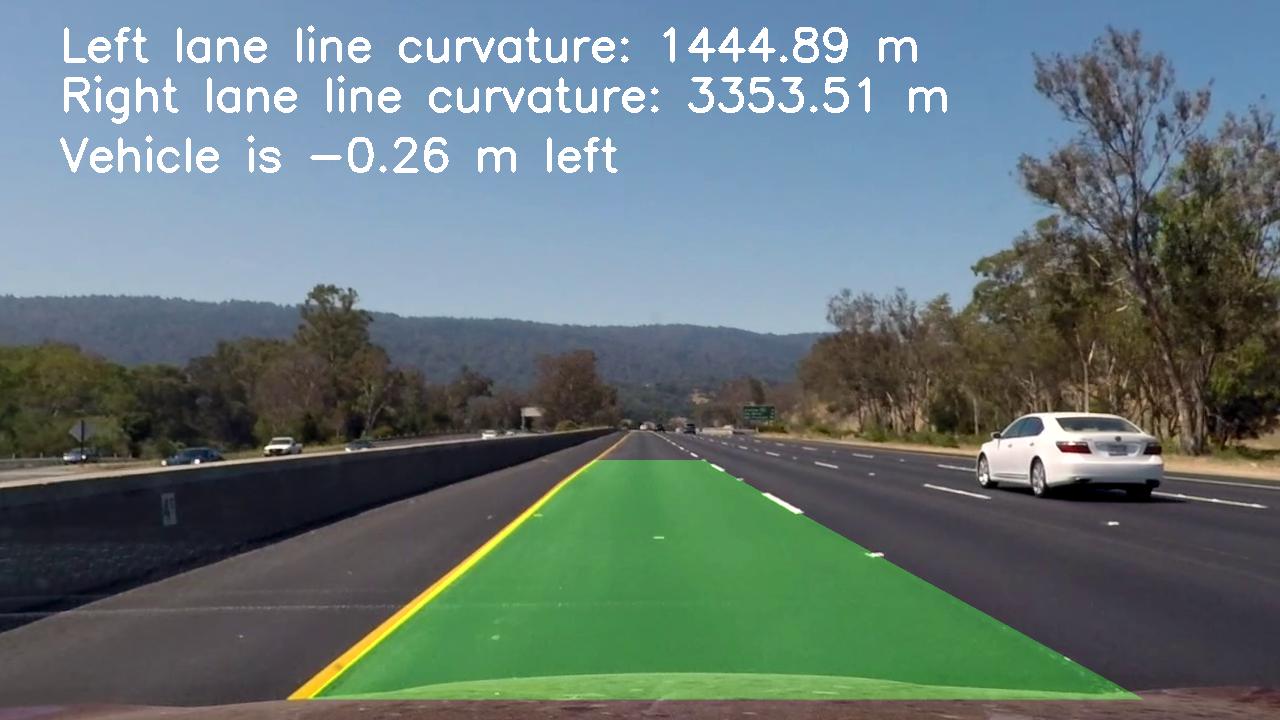 Left lane line curvature: 1444.89 m
Right lane line curvature: 3353.51 m
Vehicle is −0.26 m left